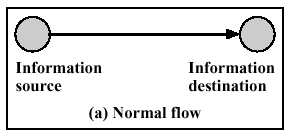 Information
source
Information
destination
(a) Normal flow